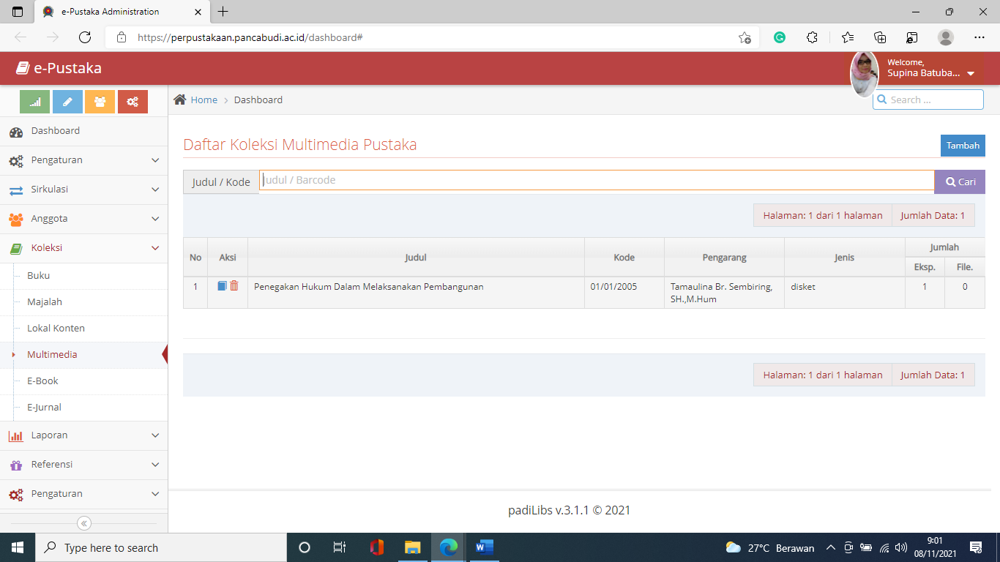 e-Pustaka Administration
https://perpustakaan.pancabudi.ac.id/dashboard#
e-Pustaka
Welcome,
Supina Batuba...
Home > Dashboard
Search ...
Dashboard
Pengaturan
Sirkulasi
Anggota
Koleksi
Buku
Majalah
Lokal Konten
Multimedia
E-Book
E-Jurnal
Laporan
Referensi
Pengaturan
Daftar Koleksi Multimedia Pustaka
Tambah
Judul / Kode
Judul / Barcode
Cari
Halaman: 1 dari 1 halaman
Jumlah Data: 1
No Aksi Judul Kode Pengarang Jenis Jumlah
Eksp. File.
1 Penegakan Hukum Dalam Melaksanakan Pembangunan 01/01/2005 Tamaulina Br. Sembiring, disket 1 0
SH.,M.Hum
Halaman: 1 dari 1 halaman
Jumlah Data: 1
padiLibs v.3.1.1 © 2021
Type here to search
27°C Berawan
9:01
08/11/2021